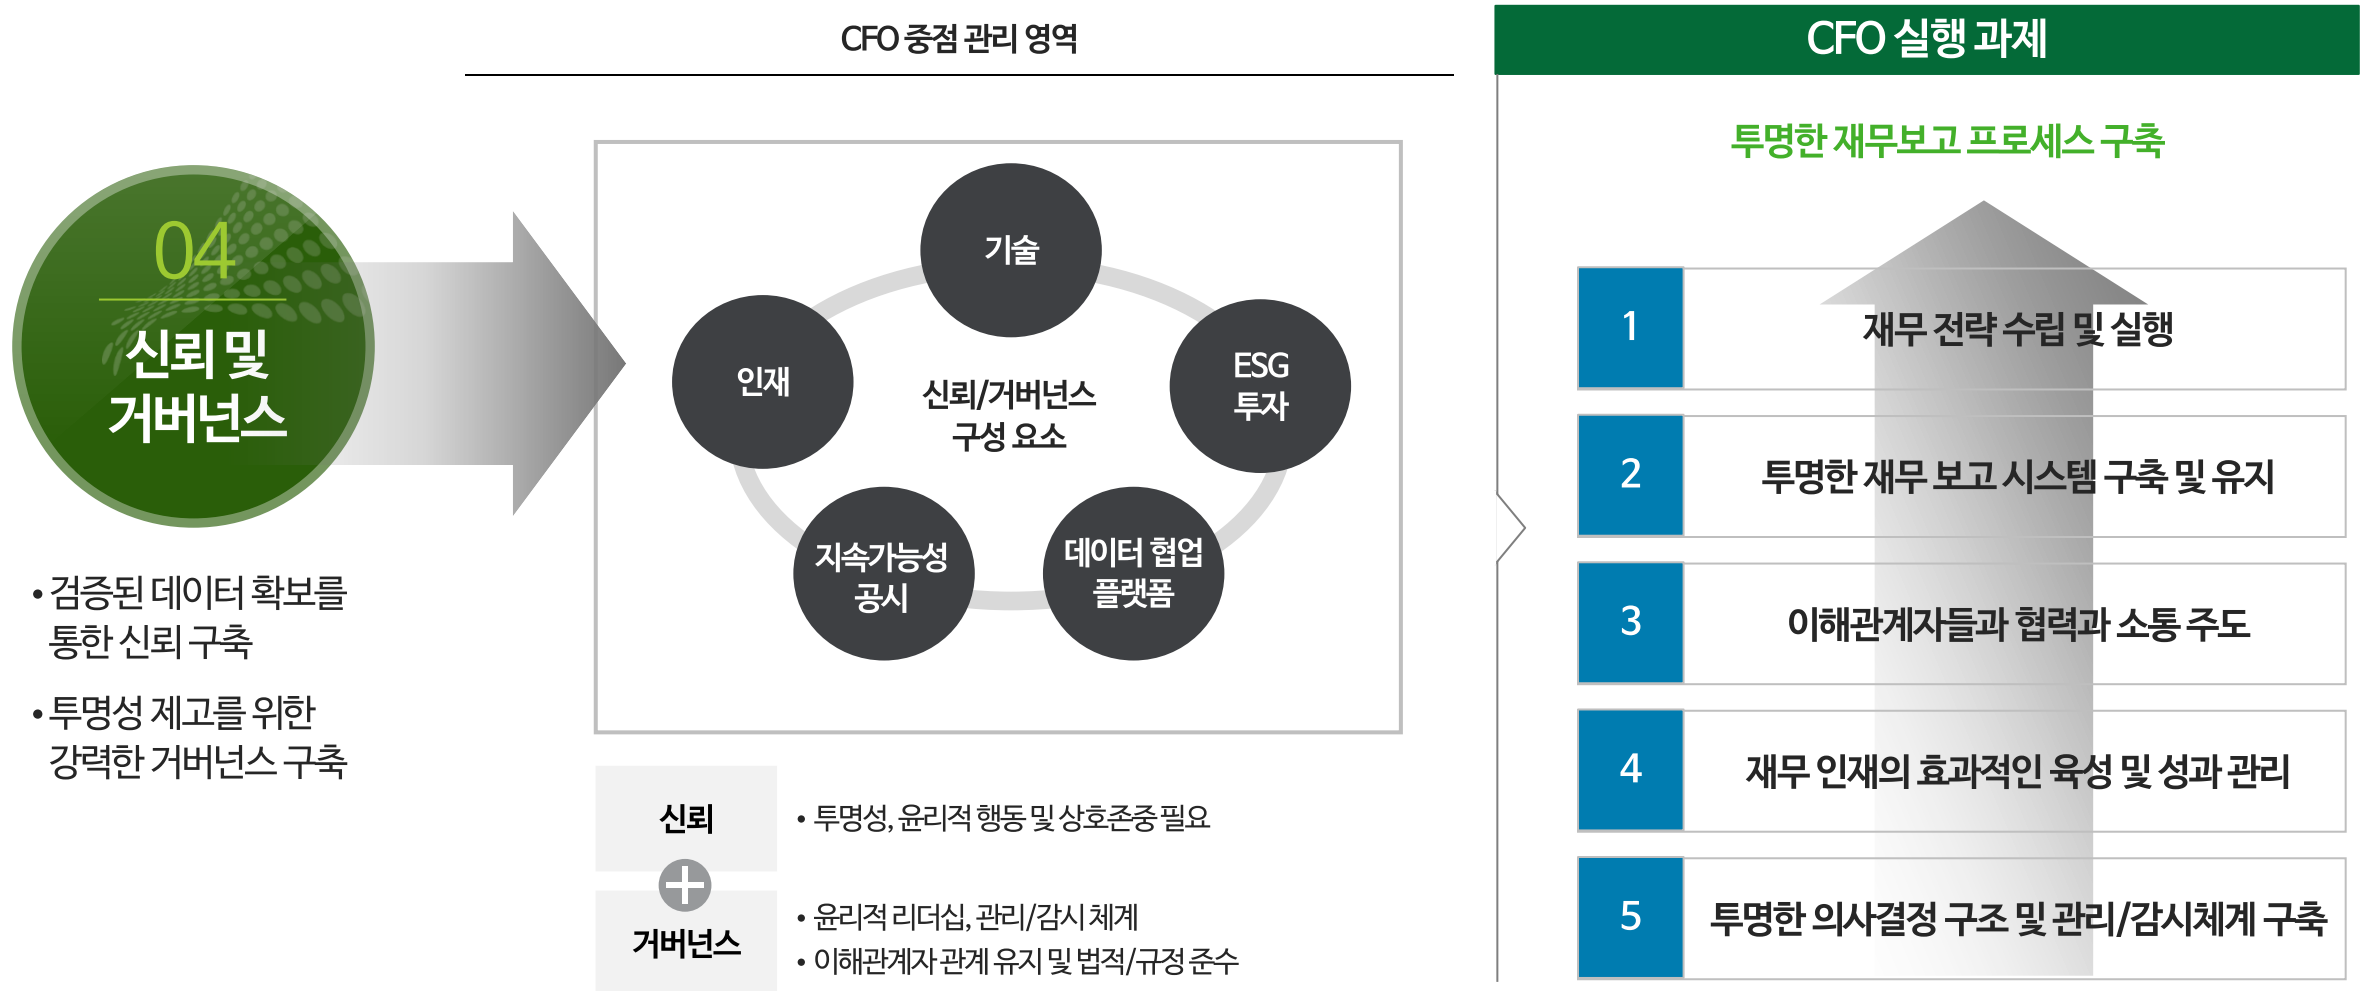 04
신뢰 및
거버넌스
• 검증된 데이터 확보를
통한 신뢰 구축
• 투명성 제고를 위한
강력한 거버넌스 구축
CFO 중점 관리 영역
기술
인재
ESG
투자
신뢰/거버넌스
구성 요소
지속가능성
공시
데이터 협업
플랫폼
신뢰
• 투명성, 윤리적 행동 및 상호존중 필요
거버넌스
• 윤리적 리더십, 관리/감시 체계
• 이해관계자 관계 유지 및 법적/규정 준수
CFO 실행 과제
투명한 재무보고 프로세스 구축
1 재무 전략 수립 및 실행
2 투명한 재무 보고 시스템 구축 및 유지
3 이해관계자들과 협력과 소통 주도
4 재무 인재의 효과적인 육성 및 성과 관리
5 투명한 의사결정 구조 및 관리/감시체계 구축